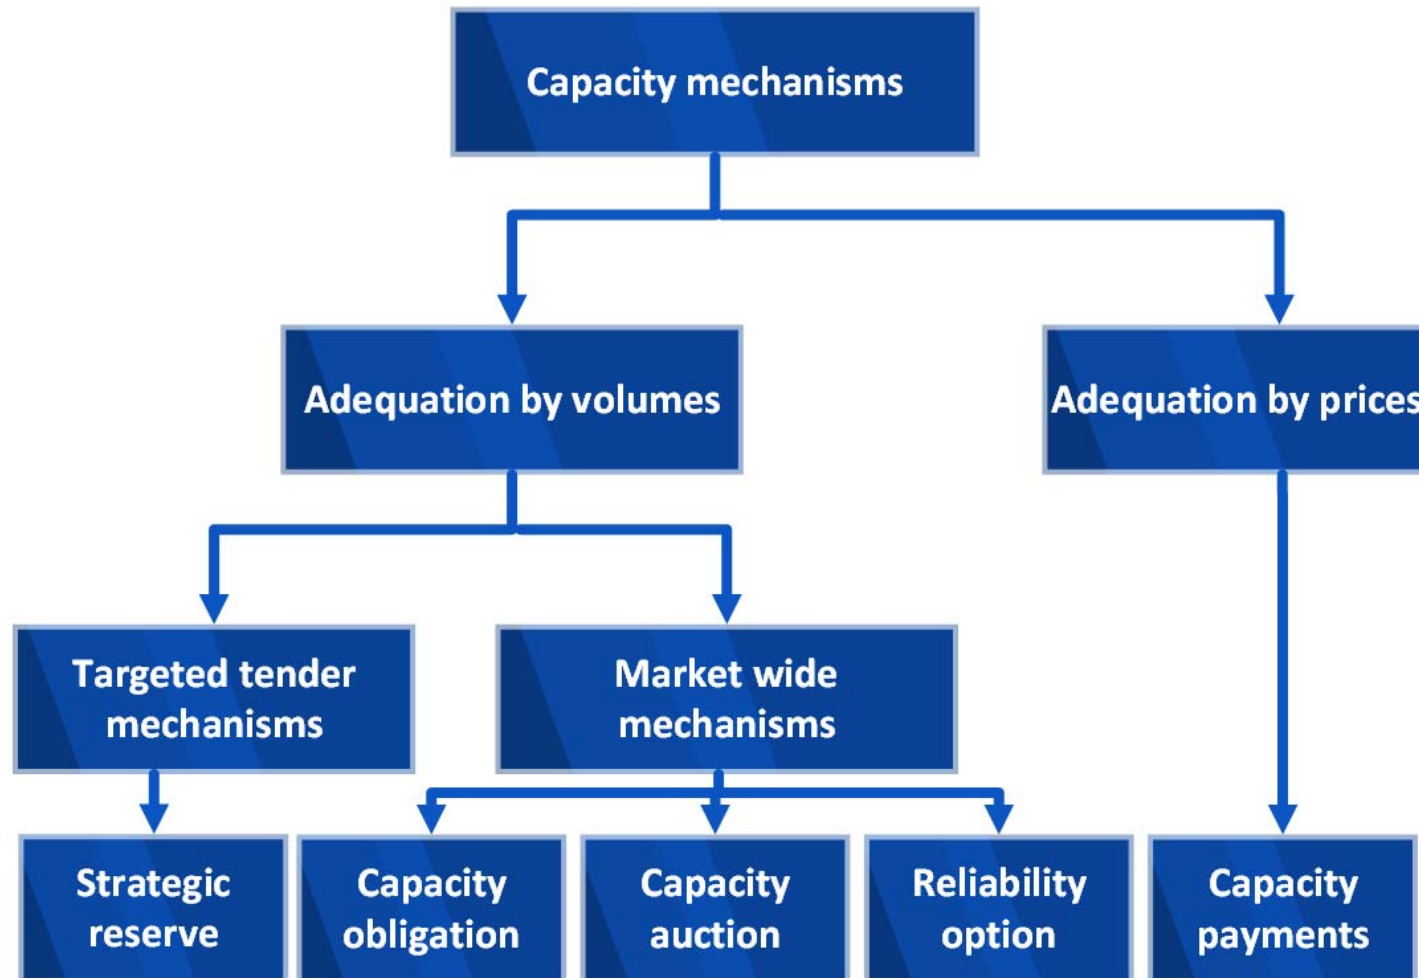 Capacity mechanisms
Adequation by volumes
Adequation by prices
Targeted tender
mechanisms
Market wide
mechanisms
Strategic
reserve
Capacity
obligation
Capacity
auction
Reliability
option
Capacity
payments